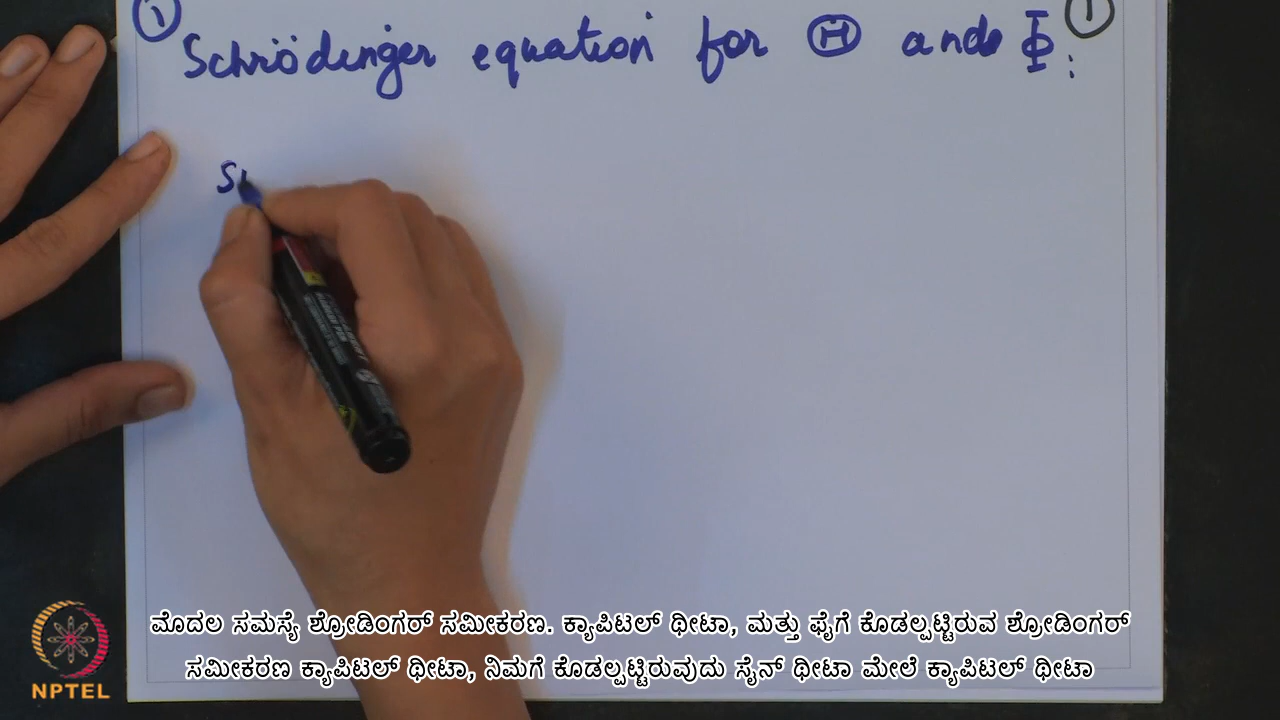 ① Schrödinger equation for Ⓗ and Φ: ①
Si
ಮೊದಲ ಸಮಸ್ಯೆ ಶ್ರೋಡಿಂಗರ್ ಸಮೀಕರಣ. ಕ್ಯಾಪಿಟಲ್ ಥೀಟಾ, ಮತ್ತು ಫೈಗೆ ಕೊಡಲ್ಪಟ್ಟಿರುವ ಶ್ರೋಡಿಂಗರ್
ಸಮೀಕರಣ ಕ್ಯಾಪಿಟಲ್ ಥೀಟಾ, ನಿಮಗೆ ಕೊಡಲ್ಪಟ್ಟಿರುವುದು ಸೈನ್ ಥೀಟಾ ಮೇಲೆ ಕ್ಯಾಪಿಟಲ್ ಥೀಟಾ
NPTEL